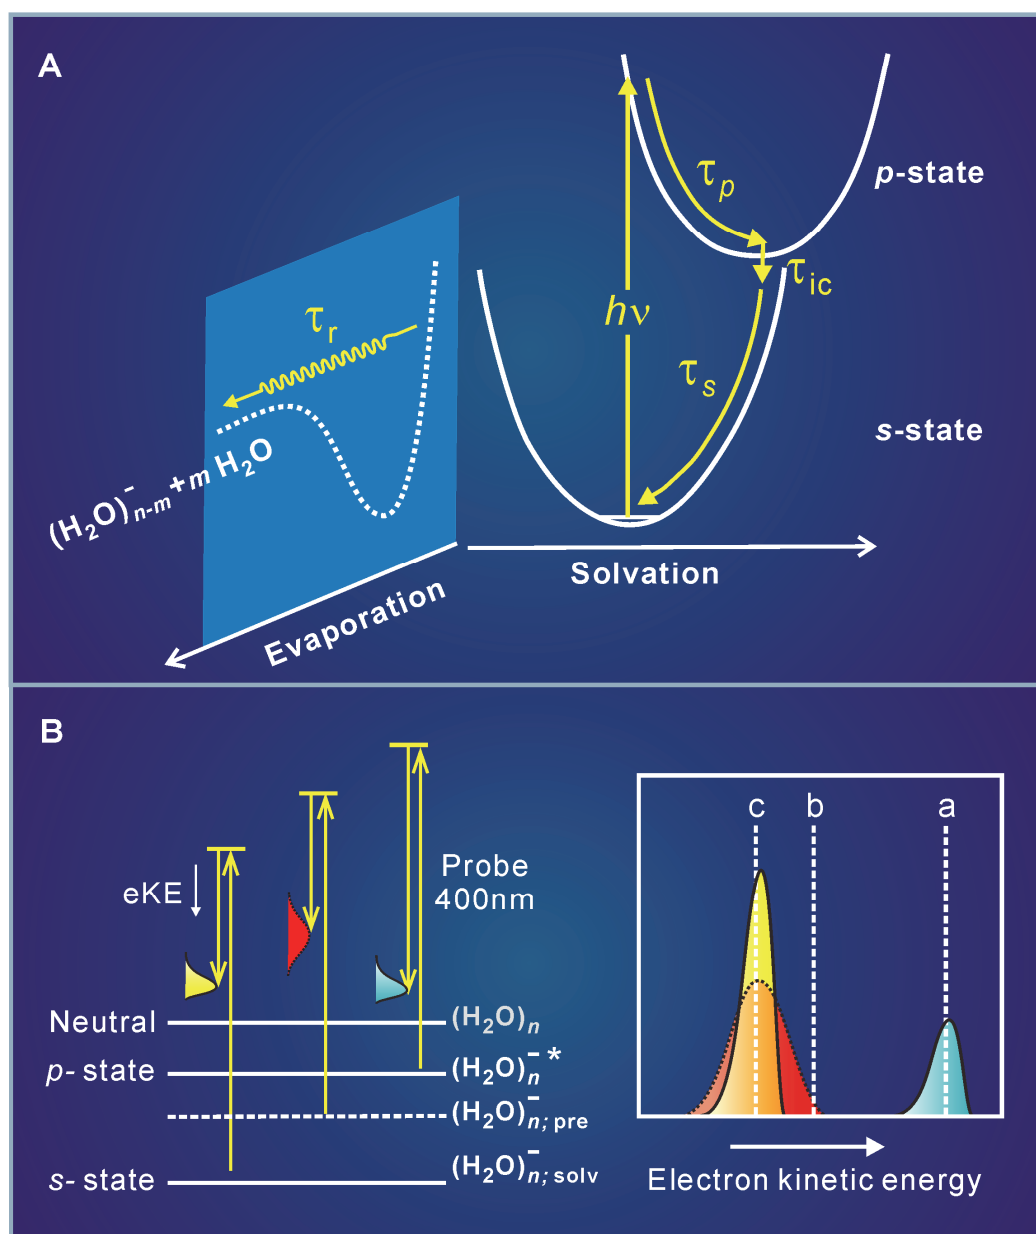 A
p-state
τp
τic
hν
τs
τr
s-state
(H₂O)⁻n-m + m H₂O
Solvation
Evaporation
B
c b a
eKE
Probe
400nm
Neutral (H₂O)n
p- state (H₂O)⁻n*
(H₂O)⁻n; pre
s- state (H₂O)⁻n; solv
Electron kinetic energy